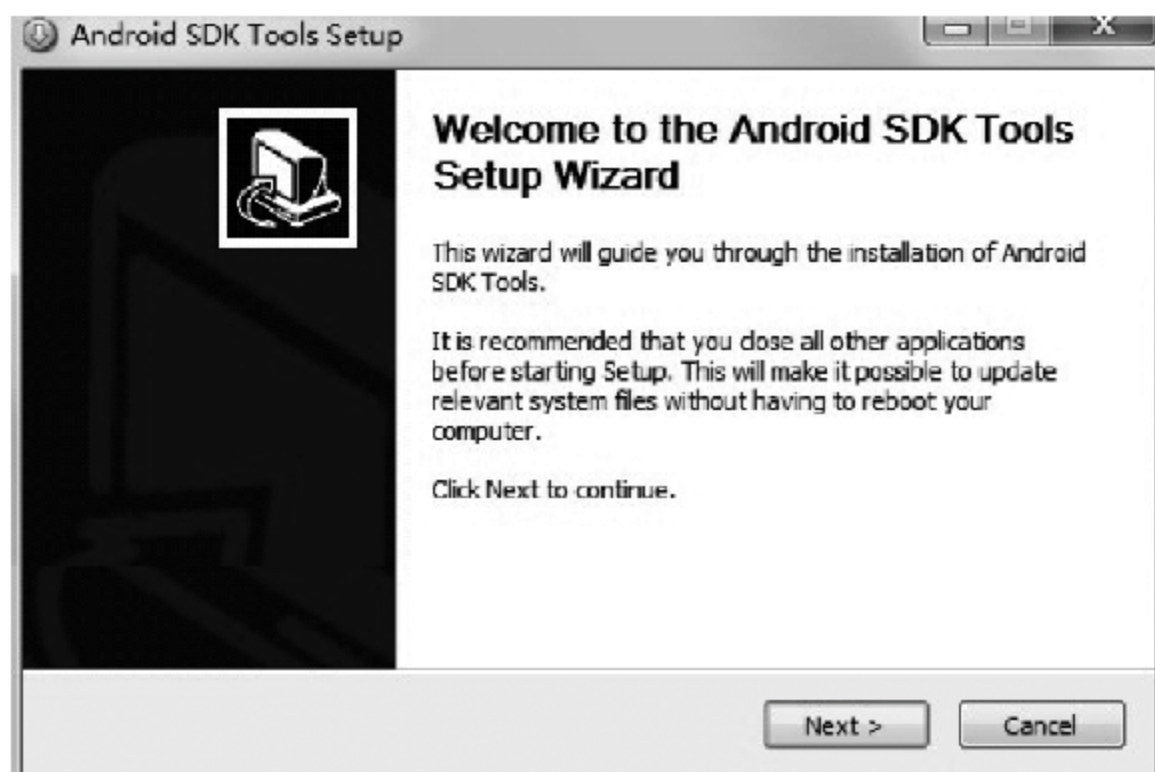 Android SDK Tools Setup
Welcome to the Android SDK Tools
Setup Wizard
This wizard will guide you through the installation of Android
SDK Tools.
It is recommended that you close all other applications
before starting Setup. This will make it possible to update
relevant system files without having to reboot your
computer.
Click Next to continue.
Next >
Cancel